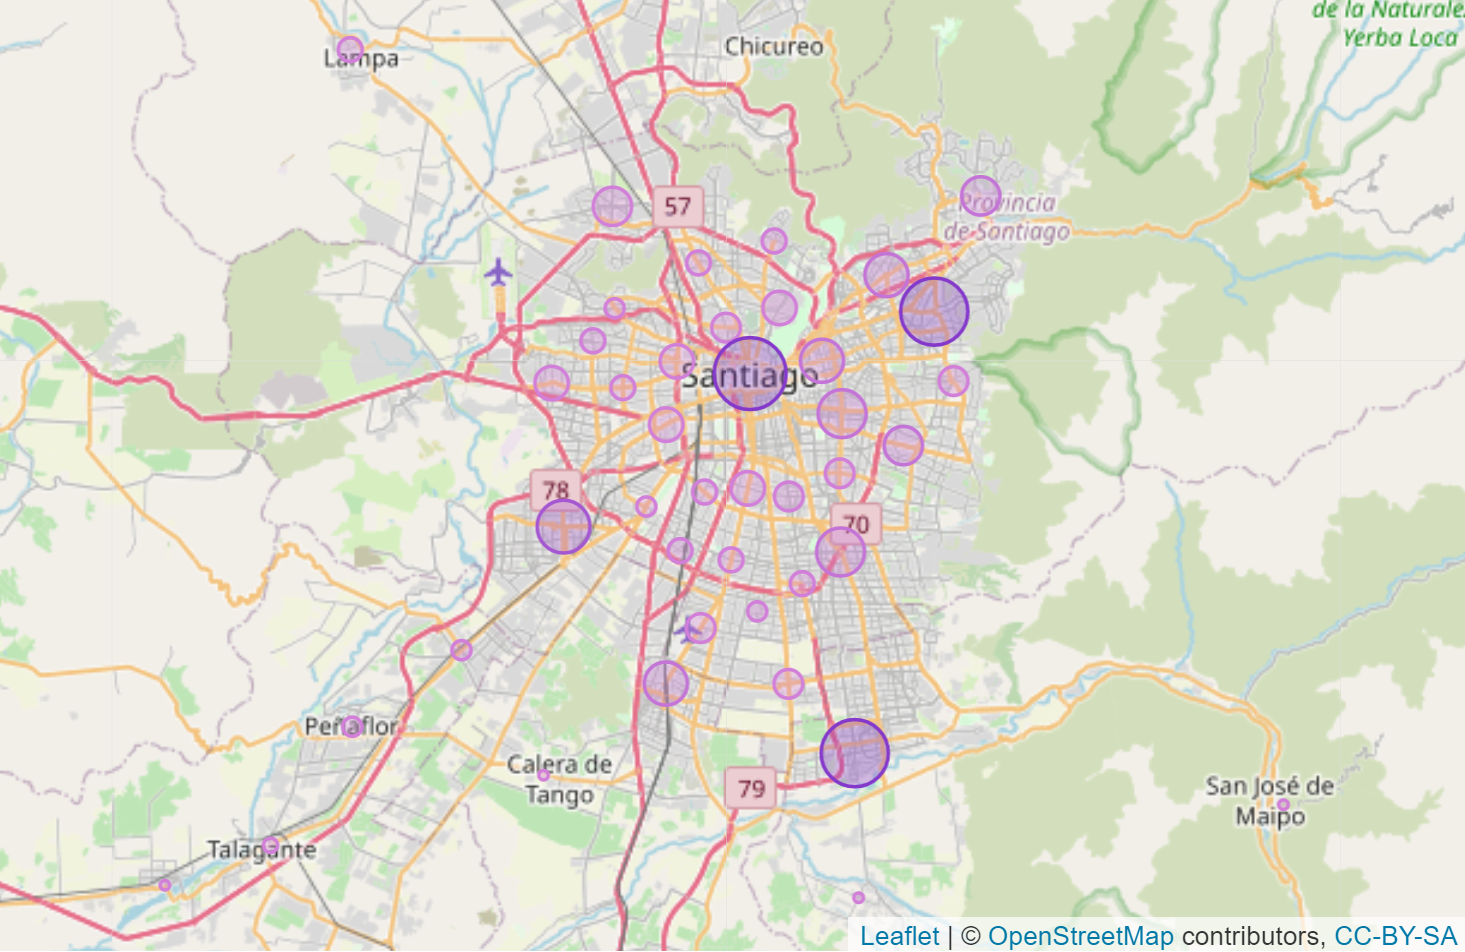 de la Naturale
Yerba Loca
Chicureo
Lampa
57
Provincia
de Santiago
Santiago
78
70
Peñaflor
Calera de
Tango
79
San José de
Maipo
Talagante
Leaflet | © OpenStreetMap contributors, CC-BY-SA